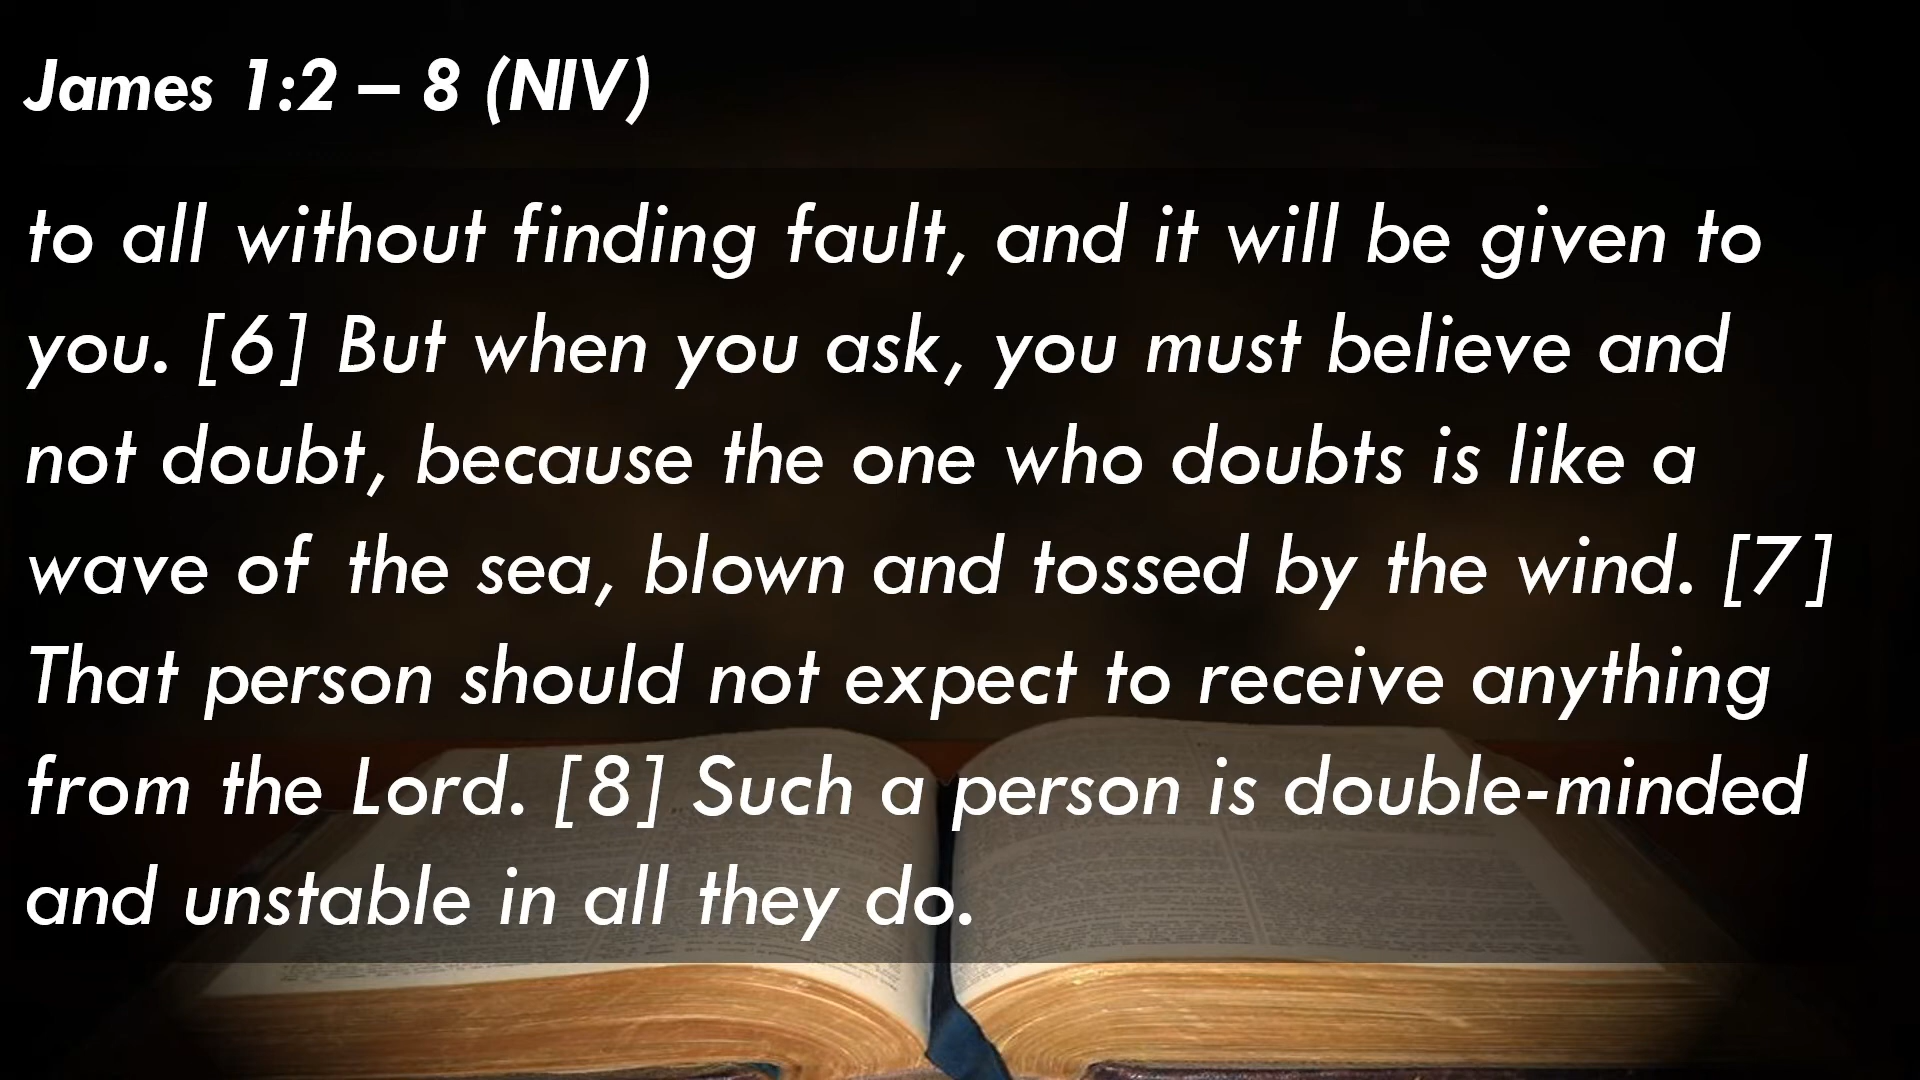 James 1:2 – 8 (NIV)
to all without finding fault, and it will be given to
you. [6] But when you ask, you must believe and
not doubt, because the one who doubts is like a
wave of the sea, blown and tossed by the wind. [7]
That person should not expect to receive anything
from the Lord. [8] Such a person is double-minded
and unstable in all they do.